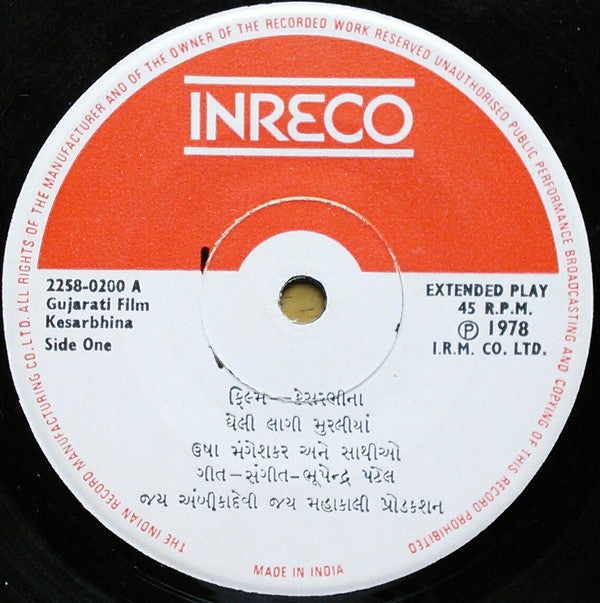 THE INDIAN RECORD MANUFACTURING CO. LTD. ALL RIGHTS OF THE MANUFACTURER AND OF THE OWNER OF THE RECORDED WORK RESERVED UNAUTHORISED PUBLIC PERFORMANCE BROADCASTING AND COPYING OF THIS RECORD PROHIBITED
INRECO
2258-0200 A
Gujarati Film
Kesarbhina
Side One
EXTENDED PLAY
45 R.P.M.
Ⓟ 1978
I.R.M. CO. LTD.
ફિલ્મ—કેસરભીના
ઘેલી લાગી મુરલીયાં
ઉષા મંગેશકર અને સાથીઓ
ગીત-સંગીત-ભૂપેન્દ્ર પટેલ
જય અંબીકાદેવી જય મહાકાલી પ્રોડકશન
MADE IN INDIA